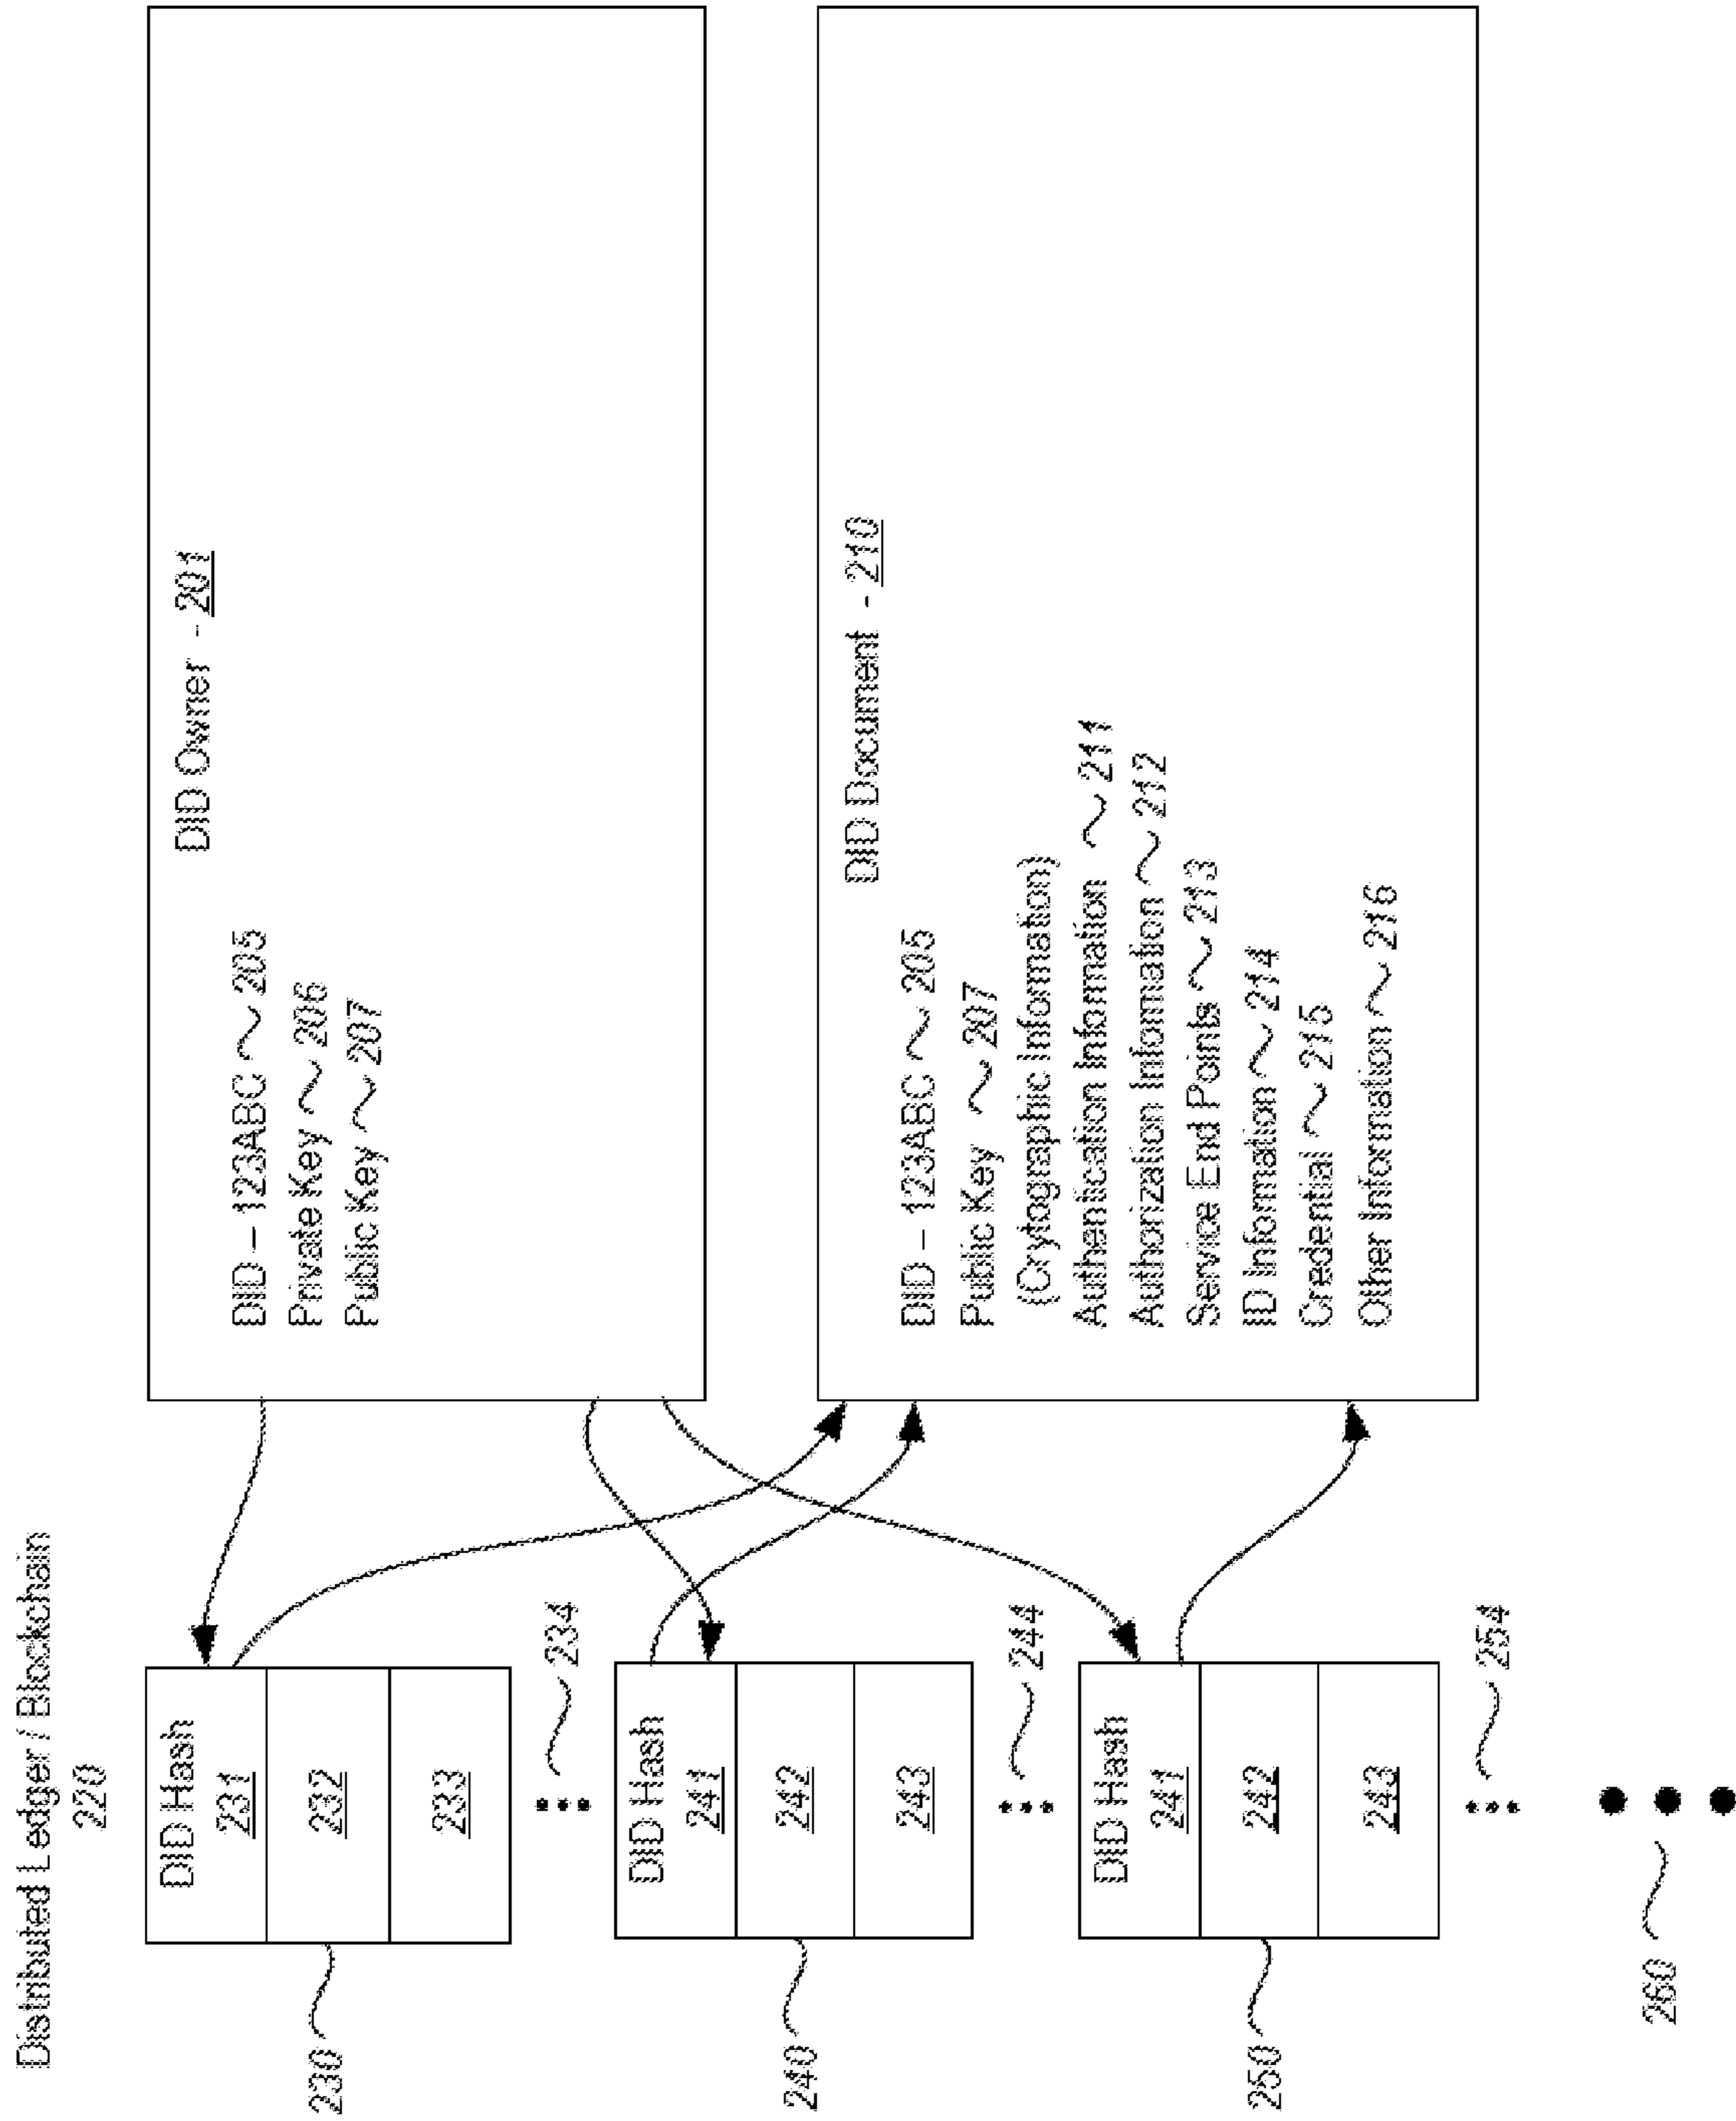 Distributed Ledger / Blockchain
220
DID Hash
231
232
233
234
230
DID Hash
241
242
243
244
240
DID Hash
241
242
243
254
250
260
DID Owner - 201
DID – 123ABC ~ 205
Private Key ~ 206
Public Key ~ 207
DID Document - 210
DID – 123ABC ~ 205
Public Key ~ 207
(Crytographic Information)
Authentication Information ~ 211
Authorization Information ~ 212
Service End Points ~ 213
ID Information ~ 214
Credential ~ 215
Other Information ~ 216